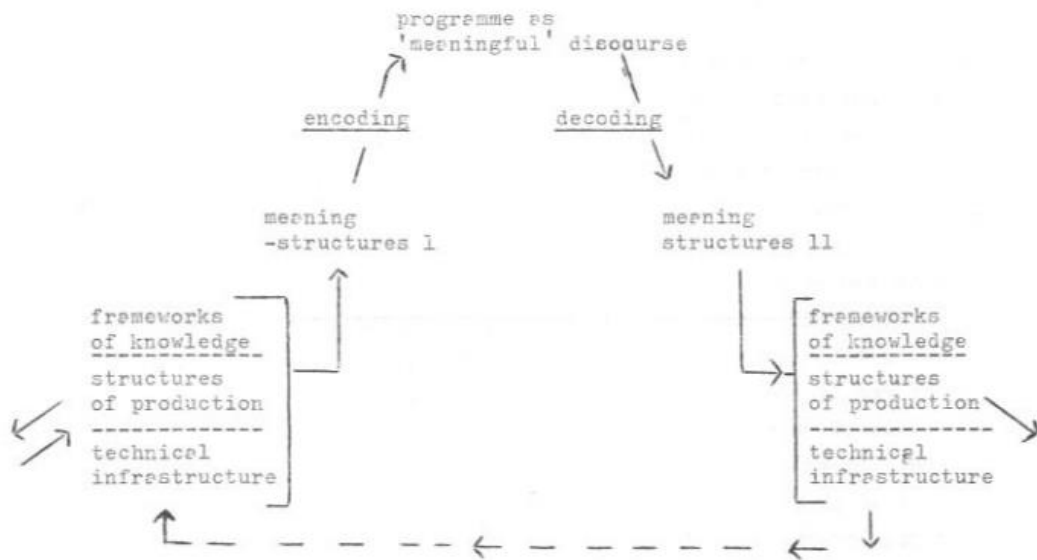 programme as
'meaningful' discourse
encoding
decoding
meaning
-structures 1
meaning
structures 11
frameworks
of knowledge
structures
of production
technical
infrastructure
frameworks
of knowledge
structures
of production
technical
infrastructure